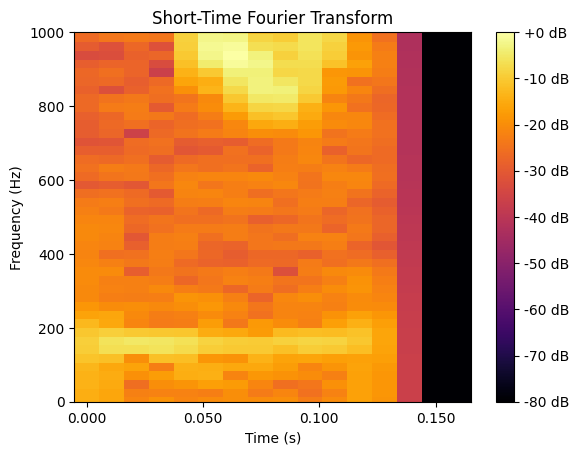 Short-Time Fourier Transform
1000
800
600
400
200
0
Frequency (Hz)
0.000
0.050
0.100
0.150
Time (s)
+0 dB
-10 dB
-20 dB
-30 dB
-40 dB
-50 dB
-60 dB
-70 dB
-80 dB